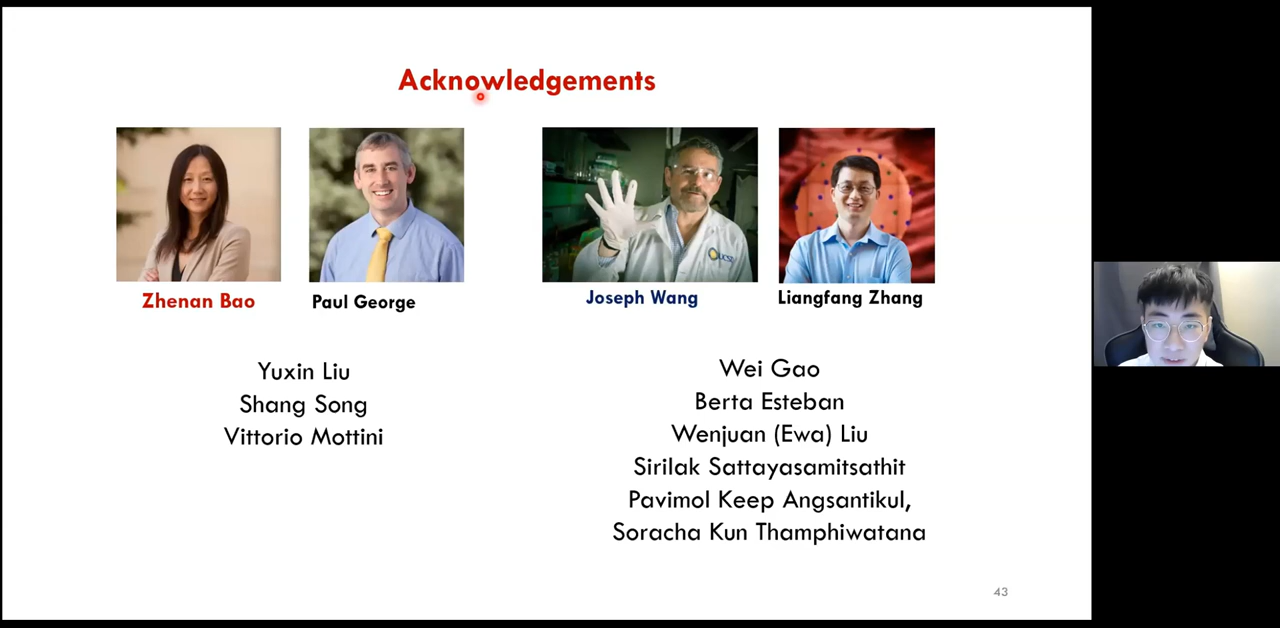 Acknowledgements
Zhenan Bao
Paul George
Joseph Wang
Liangfang Zhang
Yuxin Liu
Shang Song
Vittorio Mottini
Wei Gao
Berta Esteban
Wenjuan (Ewa) Liu
Sirilak Sattayasamitsathit
Pavimol Keep Angsantikul,
Soracha Kun Thamphiwatana
43